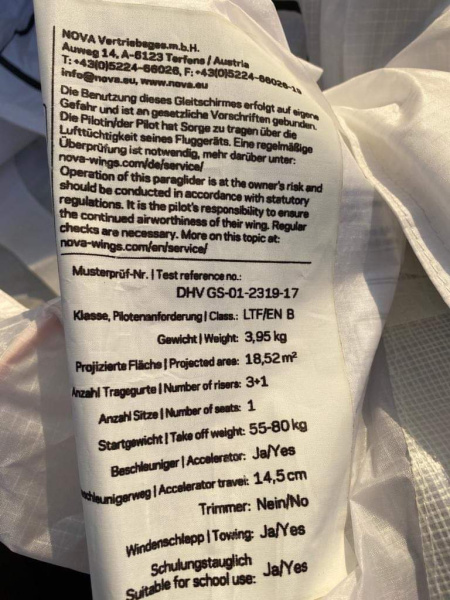 NOVA Vertriebsges.m.b.H.
Auweg 14, A-6123 Terfens / Austria
T: +43(0)5224-66026, F: +43(0)5224-66026-19
info@nova.eu, www.nova.eu
Die Benutzung dieses Gleitschirmes erfolgt auf eigene
Gefahr und ist an gesetzliche Vorschriften gebunden.
Die Pilotin/der Pilot hat Sorge zu tragen über die
Lufttüchtigkeit seines Fluggeräts. Eine regelmäßige
Überprüfung ist notwendig, mehr darüber unter:
nova-wings.com/de/service/
Operation of this paraglider is at the owner's risk and
should be conducted in accordance with statutory
regulations. It is the pilot's responsibility to ensure
the continued airworthiness of their wing. Regular
checks are necessary. More on this topic at:
nova-wings.com/en/service/
Musterprüf-Nr. | Test reference no.:
DHV GS-01-2319-17
Klasse, Pilotenanforderung | Class.: LTF/EN B
Gewicht | Weight: 3,95 kg
Projizierte Fläche | Projected area: 18,52 m²
Anzahl Tragegurte | Number of risers: 3+1
Anzahl Sitze | Number of seats: 1
Startgewicht | Take off weight: 55-80 kg
Beschleuniger | Accelerator: Ja/Yes
schleunigerweg | Accelerator travel: 14,5 cm
Trimmer: Nein/No
Windenschlepp | Towing: Ja/Yes
Schulungstauglich
Suitable for school use: Ja/Yes